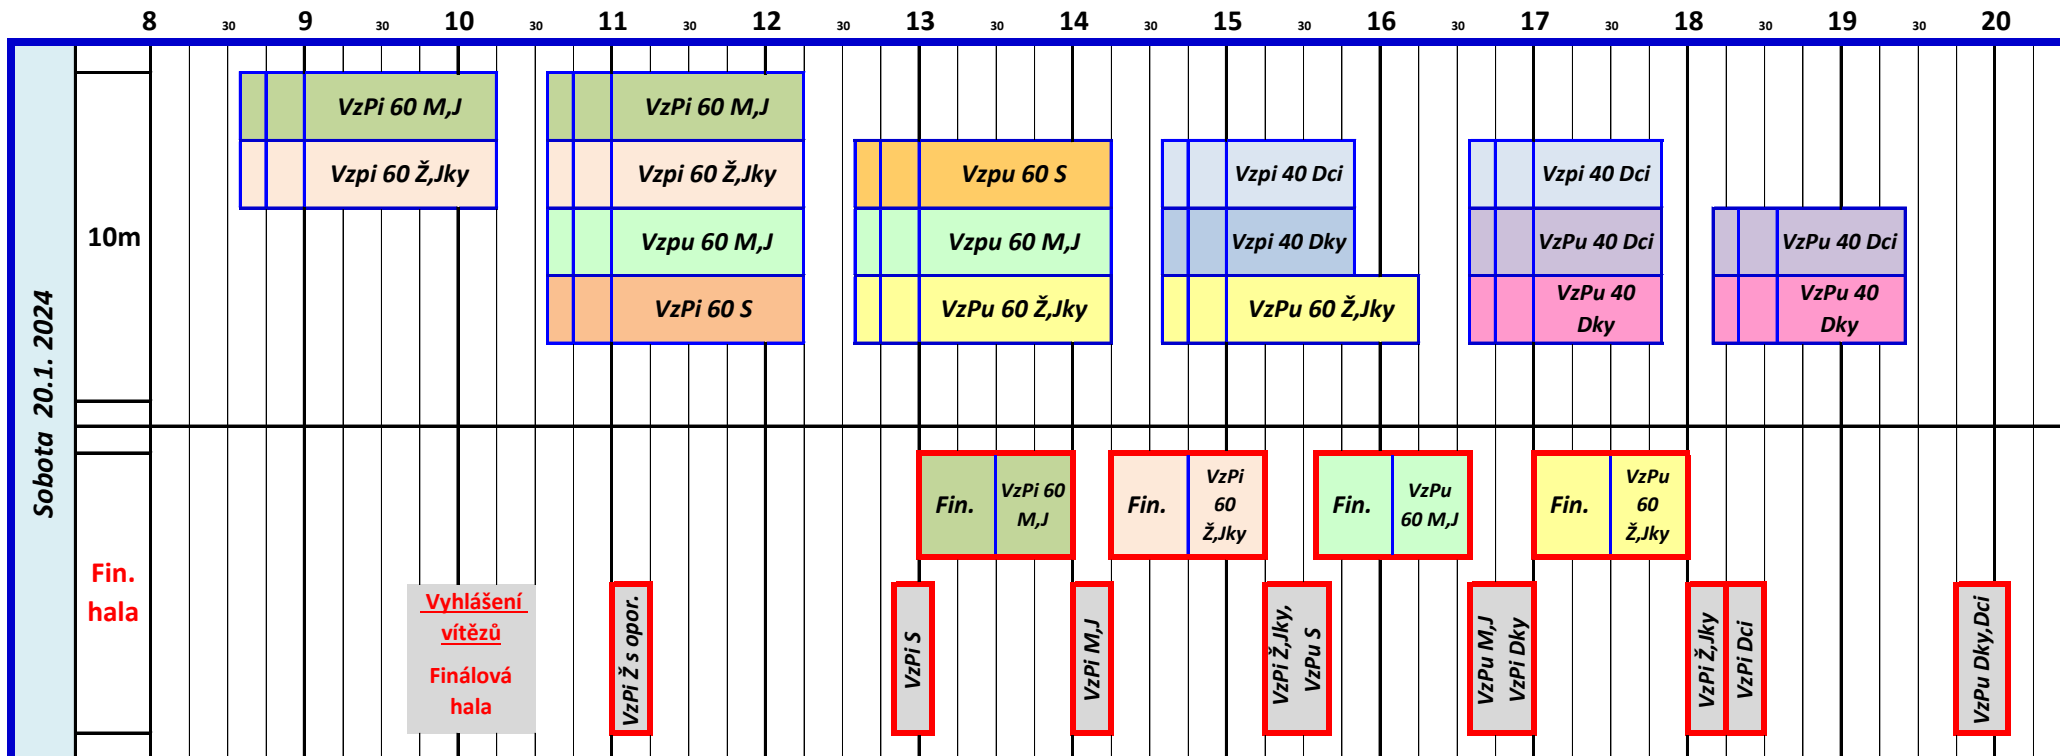 8 30 9 30 10 30 11 30 12 30 13 30 14 30 15 30 16 30 17 30 18 30 19 30 20
Sobota 20.1. 2024
10m
VzPi 60 M,J
VzPi 60 M,J
Vzpi 60 Ž,Jky
Vzpi 60 Ž,Jky
Vzpu 60 S
Vzpi 40 Dci
Vzpi 40 Dci
Vzpu 60 M,J
Vzpu 60 M,J
Vzpi 40 Dky
VzPu 40 Dci
VzPu 40 Dci
VzPi 60 S
VzPu 60 Ž,Jky
VzPu 60 Ž,Jky
VzPu 40
Dky
VzPu 40
Dky
Fin.
hala
Fin.
VzPi 60
M,J
Fin.
VzPi
60
Ž,Jky
Fin.
VzPu
60 M,J
Fin.
VzPu
60
Ž,Jky
Vyhlášení
vítězů
Finálová
hala
VzPi Ž s opor.
VzPi S
VzPi M,J
VzPi Ž,Jky,
VzPu S
VzPu M,J
VzPi Dky
VzPi Ž,Jky
VzPi Dci
VzPu Dky,Dci